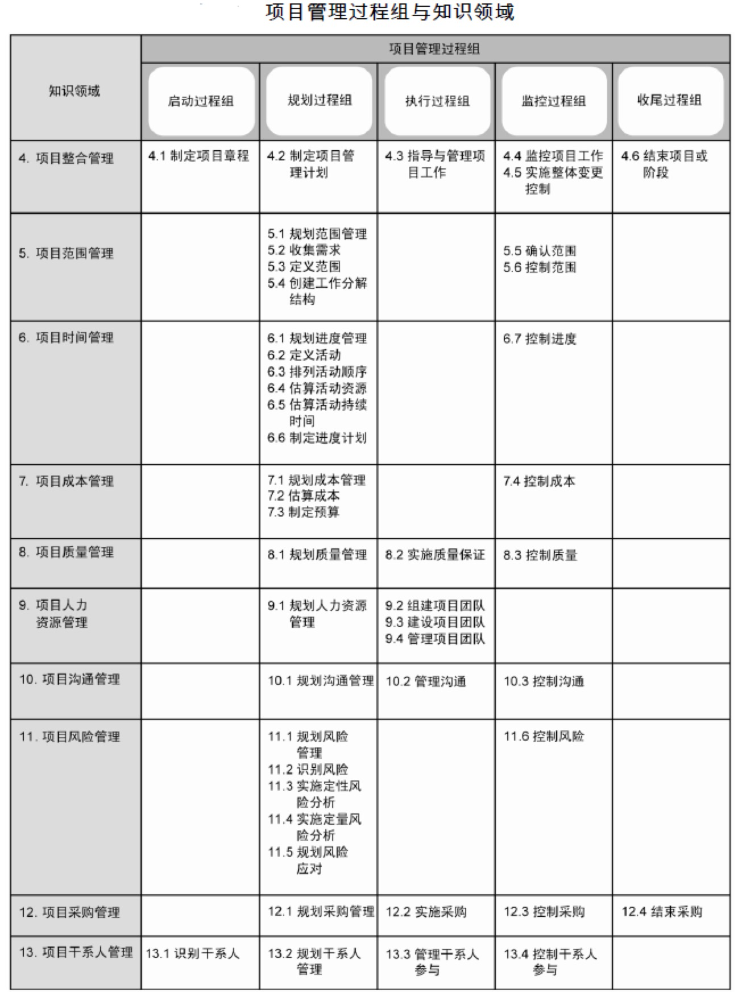 项目管理过程组与知识领域
知识领域
项目管理过程组
启动过程组
规划过程组
执行过程组
监控过程组
收尾过程组
4. 项目整合管理
4.1 制定项目章程
4.2 制定项目管
理计划
4.3 指导与管理项
目工作
4.4 监控项目工作
4.5 实施整体变更
控制
4.6 结束项目或
阶段
5. 项目范围管理
5.1 规划范围管理
5.2 收集需求
5.3 定义范围
5.4 创建工作分解
结构
5.5 确认范围
5.6 控制范围
6. 项目时间管理
6.1 规划进度管理
6.2 定义活动
6.3 排列活动顺序
6.4 估算活动资源
6.5 估算活动持续
时间
6.6 制定进度计划
6.7 控制进度
7. 项目成本管理
7.1 规划成本管理
7.2 估算成本
7.3 制定预算
7.4 控制成本
8. 项目质量管理
8.1 规划质量管理
8.2 实施质量保证
8.3 控制质量
9. 项目人力
资源管理
9.1 规划人力资源
管理
9.2 组建项目团队
9.3 建设项目团队
9.4 管理项目团队
10. 项目沟通管理
10.1 规划沟通管理
10.2 管理沟通
10.3 控制沟通
11. 项目风险管理
11.1 规划风险
管理
11.2 识别风险
11.3 实施定性风
险分析
11.4 实施定量风
险分析
11.5 规划风险
应对
11.6 控制风险
12. 项目采购管理
12.1 规划采购管理
12.2 实施采购
12.3 控制采购
12.4 结束采购
13. 项目干系人管理
13.1 识别干系人
13.2 规划干系人
管理
13.3 管理干系人
参与
13.4 控制干系人
参与